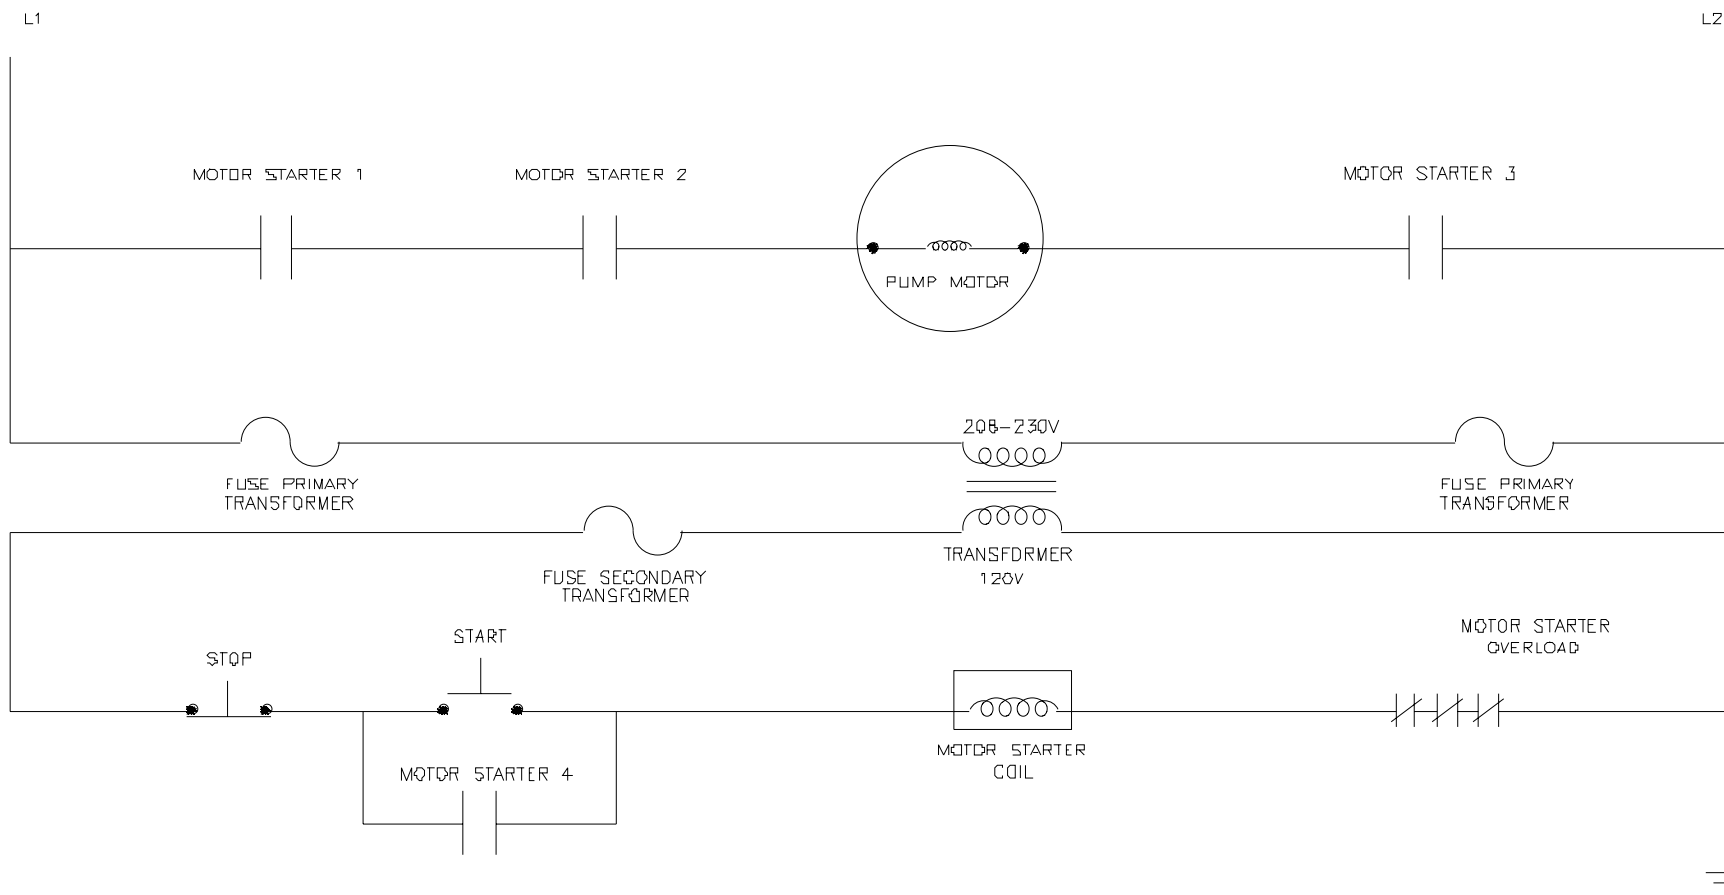 L1
L2
MOTOR STARTER 1
MOTOR STARTER 2
MOTOR STARTER 3
PUMP MOTOR
208-230V
FUSE PRIMARY
TRANSFORMER
FUSE PRIMARY
TRANSFORMER
TRANSFORMER
120V
FUSE SECONDARY
TRANSFORMER
START
STOP
MOTOR STARTER
OVERLOAD
MOTOR STARTER
COIL
MOTOR STARTER 4